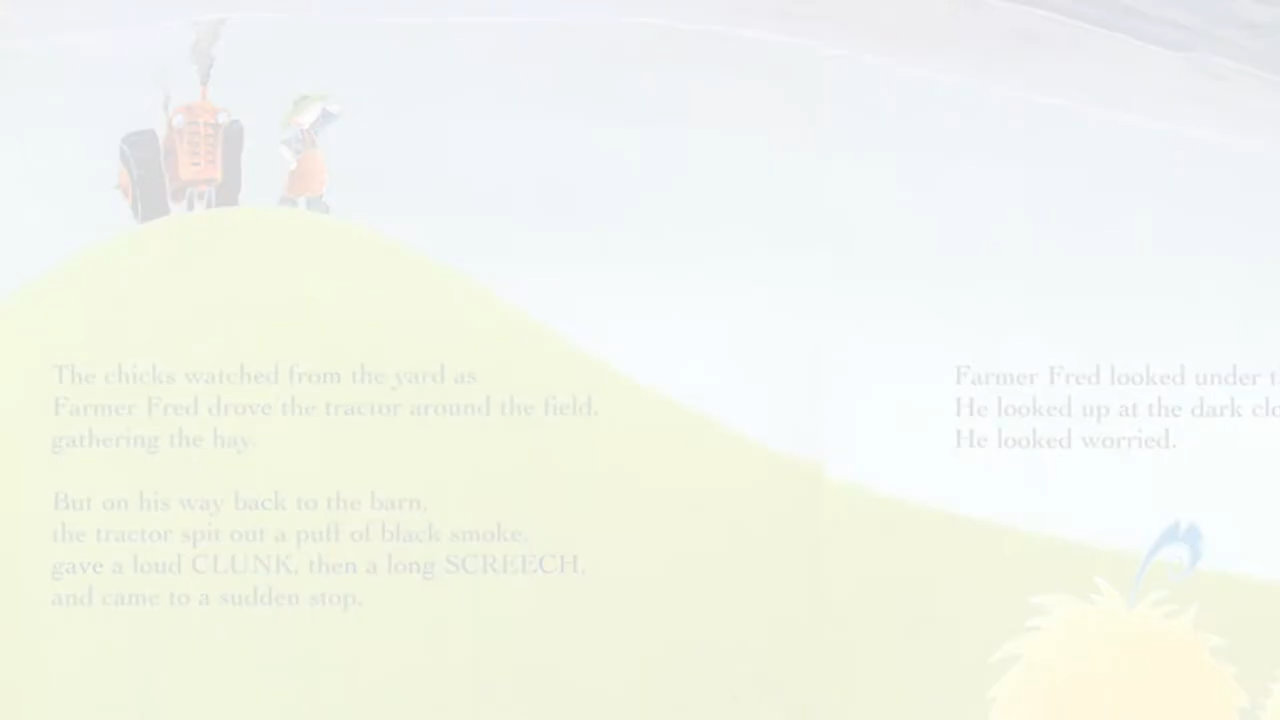 The chicks watched from the yard as
Farmer Fred drove the tractor around the field,
gathering the hay.
But on his way back to the barn,
the tractor spit out a puff of black smoke,
gave a loud CLUNK, then a long SCREECH,
and came to a sudden stop.
Farmer Fred looked under
He looked up at the dark
He looked worried.